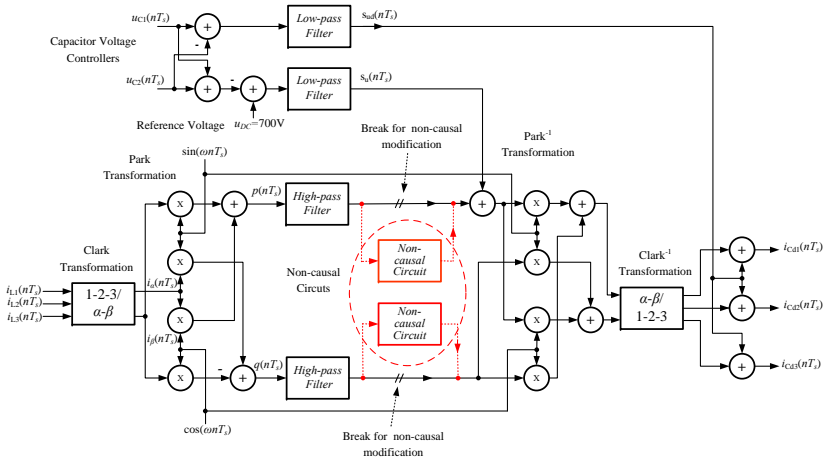 u_C1(nT_s)
Capacitor Voltage
Controllers
u_C2(nT_s)
+
-
+
-
+
Low-pass
Filter
s_ud(nT_s)
Low-pass
Filter
s_u(nT_s)
Reference Voltage
u_DC=700V
Break for non-causal
modification
Park^-1
Transformation
Park
Transformation
sin(ωnT_s)
x
+
p(nT_s)
High-pass
Filter
+
x
+
Clark
Transformation
i_L1(nT_s)
i_L2(nT_s)
i_L3(nT_s)
1-2-3/
α-β
i_α(nT_s)
i_β(nT_s)
x
x
x
-
+
q(nT_s)
High-pass
Filter
Non-causal
Circuts
Non-
causal
Circuit
Non-
causal
Circuit
x
x
x
+
Clark^-1
Transformation
α-β/
1-2-3
+
i_Cd1(nT_s)
+
i_Cd2(nT_s)
+
i_Cd3(nT_s)
cos(ωnT_s)
Break for non-causal
modification